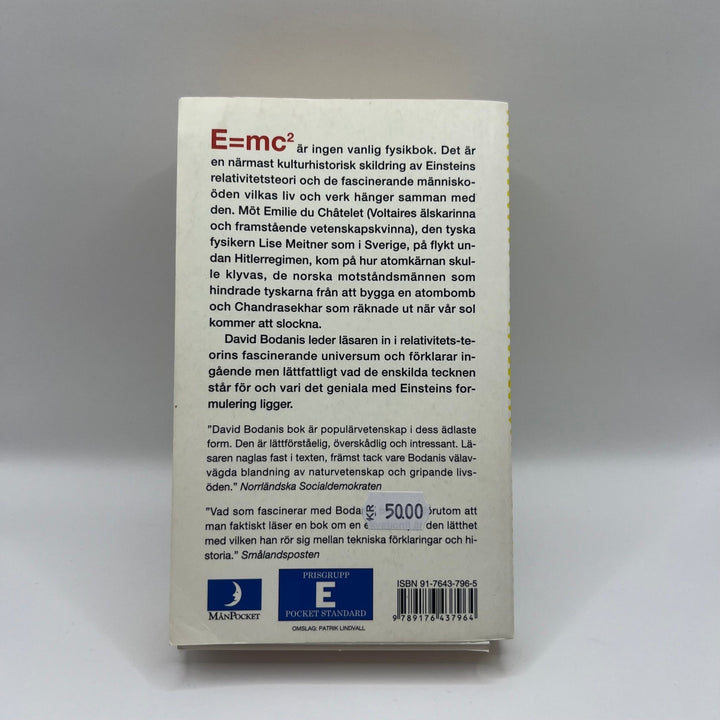 E=mc² är ingen vanlig fysikbok. Det är
en närmast kulturhistorisk skildring av Einsteins
relativitetsteori och de fascinerande människo-
öden vilkas liv och verk hänger samman med
den. Möt Emilie du Châtelet (Voltaires älskarinna
och framstående vetenskapskvinna), den tyska
fysikern Lise Meitner som i Sverige, på flykt un-
dan Hitlerregimen, kom på hur atomkärnan skul-
le klyvas, de norska motståndsmännen som
hindrade tyskarna från att bygga en atombomb
och Chandrasekhar som räknade ut när vår sol
kommer att slockna.
David Bodanis leder läsaren in i relativitets-te-
orins fascinerande universum och förklarar in-
gående men lättfattligt vad de enskilda tecknen
står för och vari det geniala med Einsteins for-
mulering ligger.
"David Bodanis bok är populärvetenskap i dess ädlaste
form. Den är lättförståelig, överskådlig och intressant. Lä-
saren naglas fast i texten, främst tack vare Bodanis välav-
vägda blandning av naturvetenskap och gripande livs-
öden." Norrländska Socialdemokraten
"Vad som fascinerar med Bodan KR 50.00 örutom att
man faktiskt läser en bok om en e den lätthet
med vilken han rör sig mellan tekniska förklaringar och hi-
storia." Smålandsposten
MÅNPOCKET
PRISGRUPP
E
POCKET STANDARD
OMSLAG: PATRIK LINDVALL
ISBN 91-7643-796-5
9 789176 437964